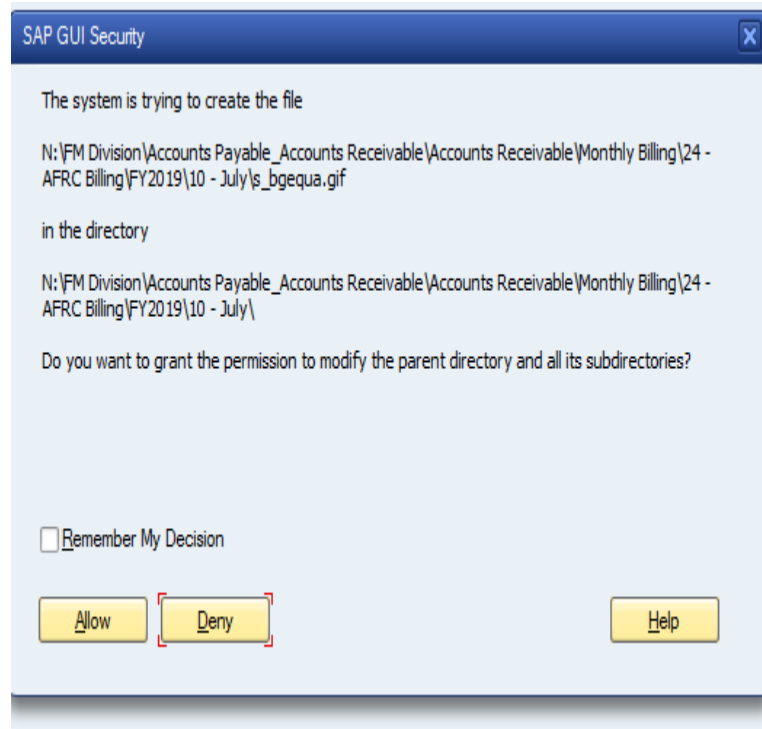 SAP GUI Security
The system is trying to create the file
N:\FM Division\Accounts Payable_Accounts Receivable\Accounts Receivable\Monthly Billing\24 -
AFRC Billing\FY2019\10 - July\s_bgequa.gif
in the directory
N:\FM Division\Accounts Payable_Accounts Receivable\Accounts Receivable\Monthly Billing\24 -
AFRC Billing\FY2019\10 - July\
Do you want to grant the permission to modify the parent directory and all its subdirectories?
Remember My Decision
Allow Deny Help